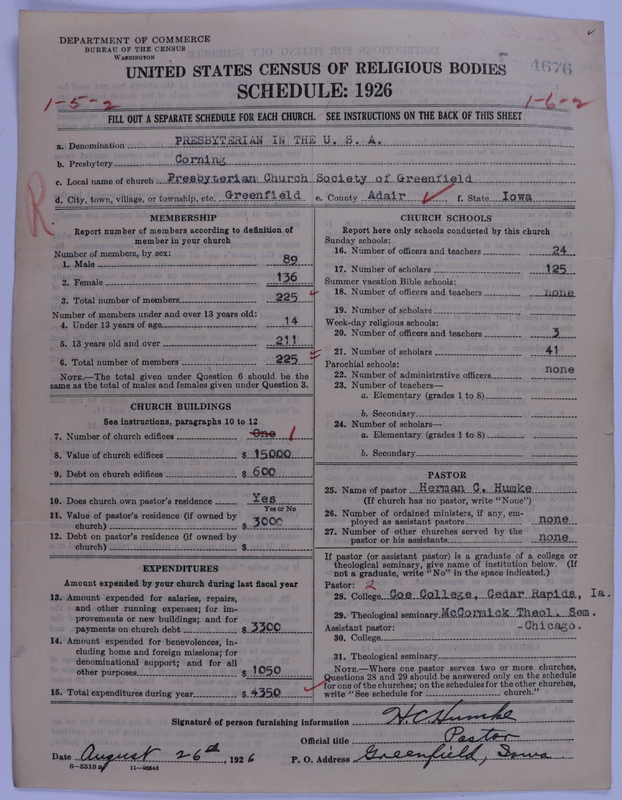 DEPARTMENT OF COMMERCE
BUREAU OF THE CENSUS
WASHINGTON
4676
UNITED STATES CENSUS OF RELIGIOUS BODIES
SCHEDULE: 1926
1-5-2
1-6-2
FILL OUT A SEPARATE SCHEDULE FOR EACH CHURCH. SEE INSTRUCTIONS ON THE BACK OF THIS SHEET
a. Denomination PRESBYTERIAN IN THE U. S. A.
b. Presbytery Corning
c. Local name of church Presbyterian Church Society of Greenfield
d. City, town, village, or township, etc. Greenfield e. County Adair f. State Iowa
R
MEMBERSHIP
Report number of members according to definition of
member in your church
Number of members, by sex:
1. Male 89
2. Female 136
3. Total number of members 225
Number of members under and over 13 years old:
4. Under 13 years of age 14
5. 13 years old and over 211
6. Total number of members 225
NOTE.—The total given under Question 6 should be the
same as the total of males and females given under Question 3.
CHURCH BUILDINGS
See instructions, paragraphs 10 to 12
7. Number of church edifices One 1
8. Value of church edifices $ 15000
9. Debt on church edifices $ 600
10. Does church own pastor's residence Yes
Yes or No
11. Value of pastor's residence (if owned by
church) $ 3000
12. Debt on pastor's residence (if owned by
church) $
EXPENDITURES
Amount expended by your church during last fiscal year
13. Amount expended for salaries, repairs,
and other running expenses; for im-
provements or new building; and for
payments on church debt $ 3300
14. Amount expended for benevolences, in-
cluding home and foreign missions; for
denominational support; and for all
other purposes $ 1050
15. Total expenditures during year $ 4350
CHURCH SCHOOLS
Report here only schools conducted by this church
Sunday schools:
16. Number of officers and teachers 24
17. Number of scholars 125
Summer vacation Bible schools:
18. Number of officers and teachers none
19. Number of scholars
Week-day religious schools:
20. Number of officers and teachers 3
21. Number of scholars 41
Parochial schools:
22. Number of administrative officers none
23. Number of teachers—
a. Elementary (grades 1 to 8)
b. Secondary
24. Number of scholars—
a. Elementary (grades 1 to 8)
b. Secondary
PASTOR
25. Name of pastor Herman C. Humke
(If church has no pastor, write "None")
26. Number of ordained ministers, if any, em-
ployed as assistant pastors none
27. Number of other churches served by the
pastor or his assistants none
If pastor (or assistant pastor) is a graduate of a college or
theological seminary, give name of institution below. (If
not a graduate, write "No" in the space indicated.)
Pastor: 2
28. College Coe College, Cedar Rapids, Ia.
29. Theological seminary McCormick Theol. Sem.
Assistant pastor: -Chicago.
30. College
31. Theological seminary
NOTE.—Where one pastor serves two or more churches,
Questions 28 and 29 should be answered only on the schedule
for one of the churches; on the schedules for the other churches,
write "See schedule for church."
Signature of person furnishing information H.C. Humke
Official title Pastor
Date August 26th, 1926 P. O. Address Greenfield, Iowa